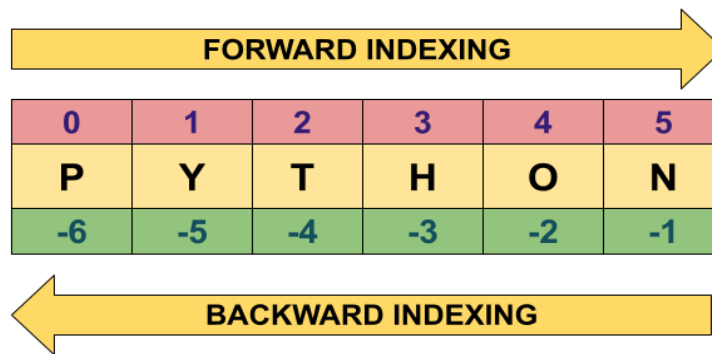 FORWARD INDEXING
0 1 2 3 4 5
P Y T H O N
-6 -5 -4 -3 -2 -1
BACKWARD INDEXING